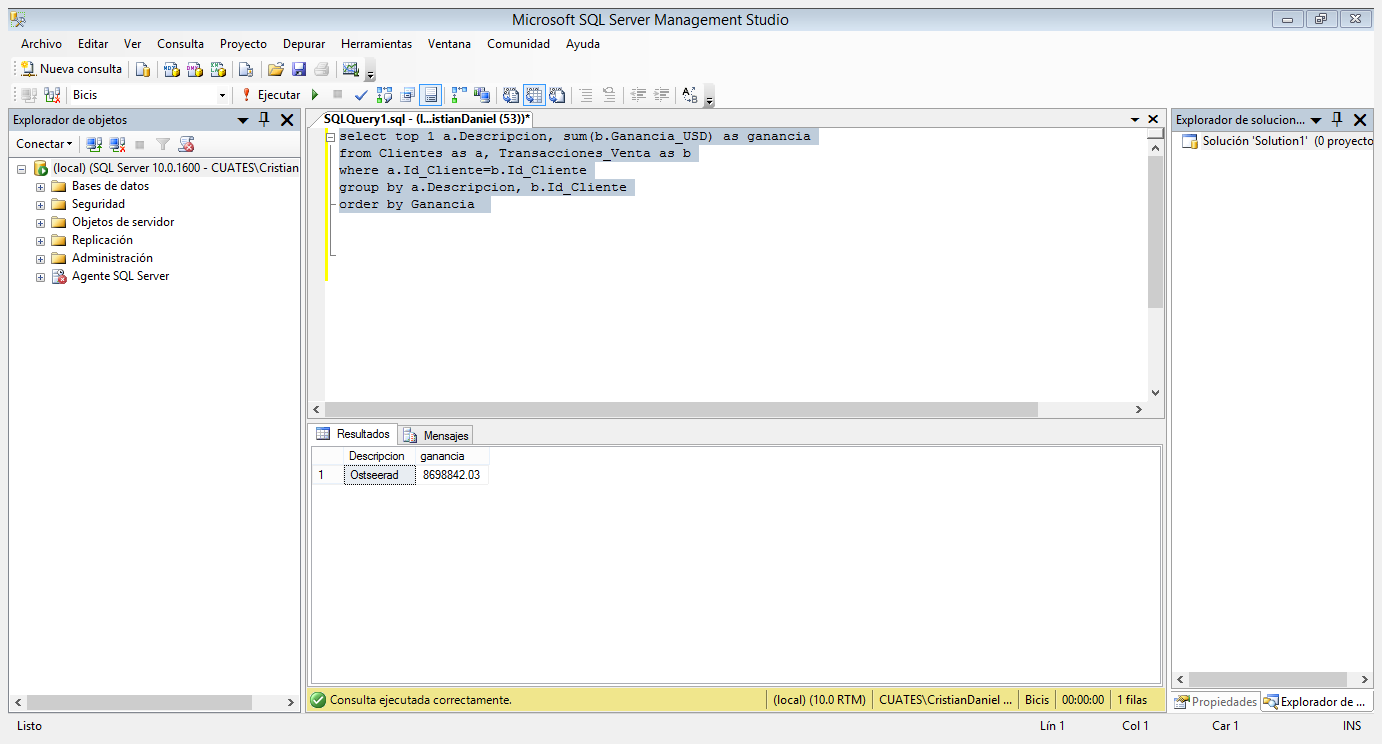 Microsoft SQL Server Management Studio
Archivo Editar Ver Consulta Proyecto Depurar Herramientas Ventana Comunidad Ayuda
Nueva consulta
Bicis Ejecutar
Explorador de objetos
Conectar
(local) (SQL Server 10.0.1600 - CUATES\Cristian
Bases de datos
Seguridad
Objetos de servidor
Replicación
Administración
Agente SQL Server
SQLQuery1.sql - (l...istianDaniel (53))*
select top 1 a.Descripcion, sum(b.Ganancia_USD) as ganancia
from Clientes as a, Transacciones_Venta as b
where a.Id_Cliente=b.Id_Cliente
group by a.Descripcion, b.Id_Cliente
order by Ganancia
Resultados Mensajes
Descripcion ganancia
1 Ostseerad 8698842.03
Consulta ejecutada correctamente. (local) (10.0 RTM) CUATES\CristianDaniel ... Bicis 00:00:00 1 filas
Explorador de solucion...
Solución 'Solution1' (0 proyecto
Propiedades Explorador de ...
Listo Lín 1 Col 1 Car 1 INS